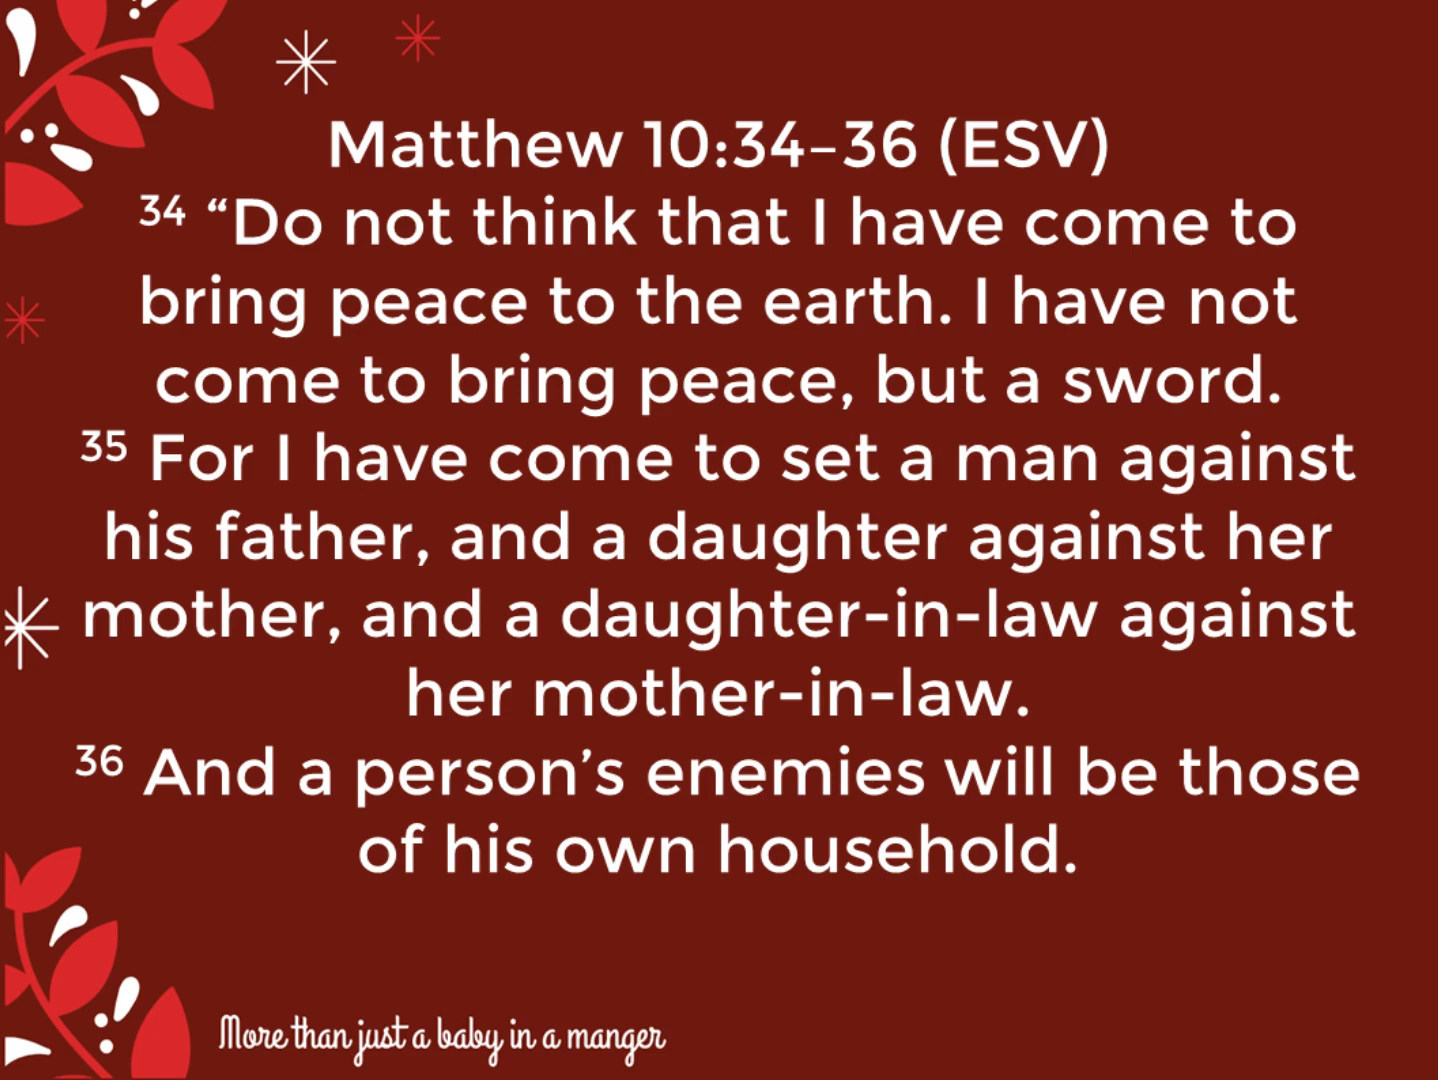 Matthew 10:34–36 (ESV)
34 “Do not think that I have come to
bring peace to the earth. I have not
come to bring peace, but a sword.
35 For I have come to set a man against
his father, and a daughter against her
mother, and a daughter-in-law against
her mother-in-law.
36 And a person’s enemies will be those
of his own household.
More than just a baby in a manger